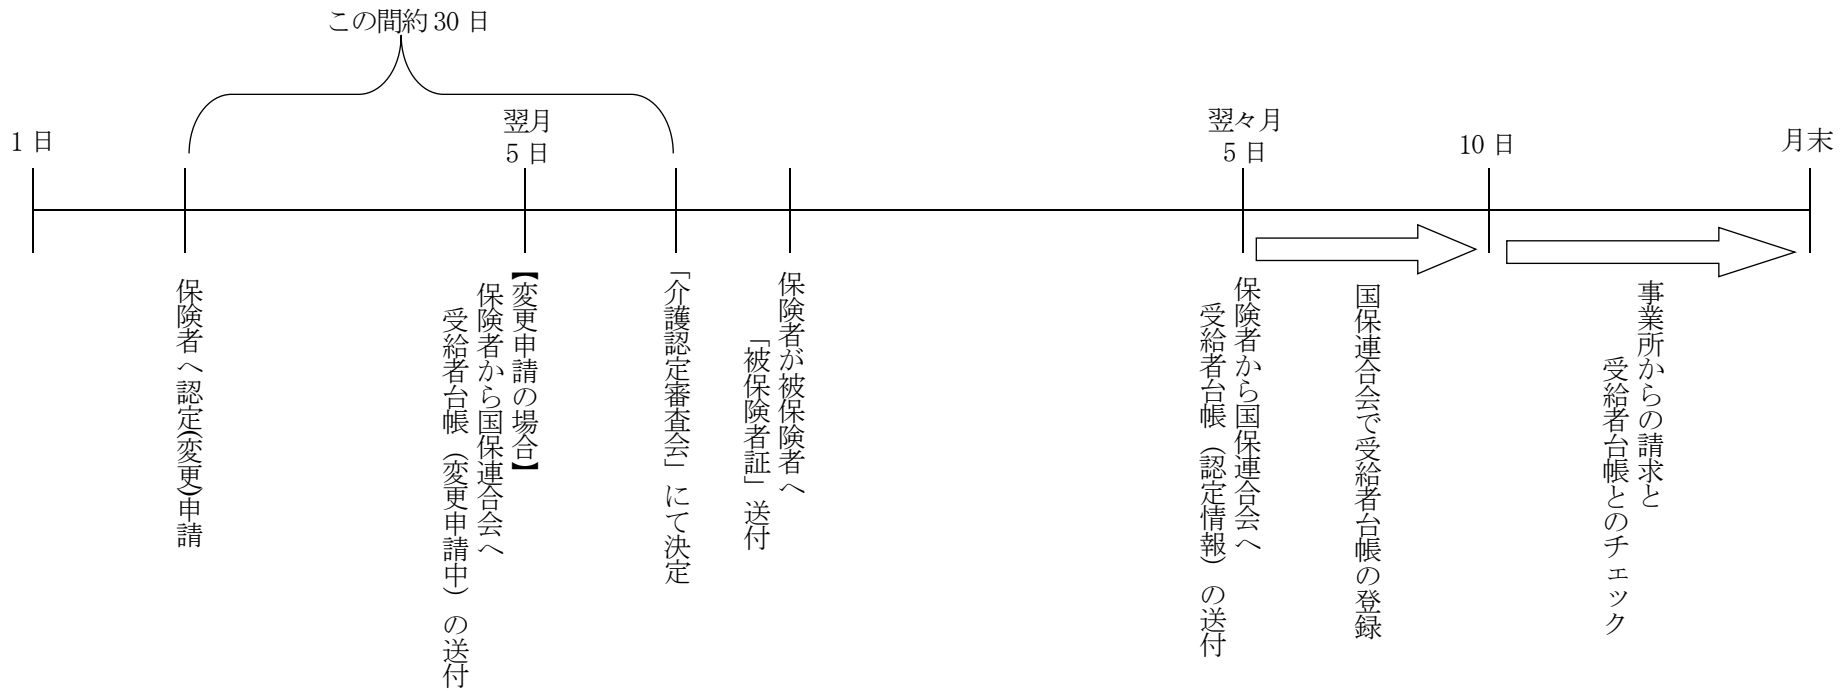 この間約30日
1日
翌月
5日
翌々月
5日
10日
月末
保険者へ認定(変更)申請
【変更申請の場合】
保険者から国保連合会へ
受給者台帳（変更申請中）の送付
「介護認定審査会」にて決定
保険者が被保険者へ
「被保険者証」送付
保険者から国保連合会へ
受給者台帳（認定情報）の送付
国保連合会で受給者台帳の登録
事業所からの請求と
受給者台帳とのチェック